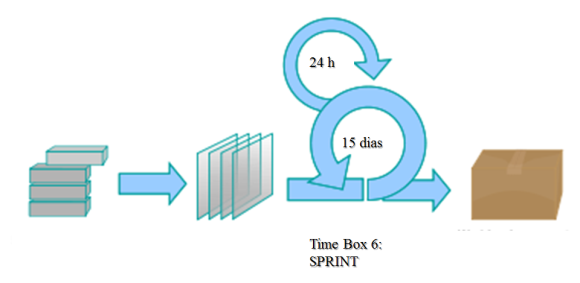 24 h
15 dias
Time Box 6:
SPRINT